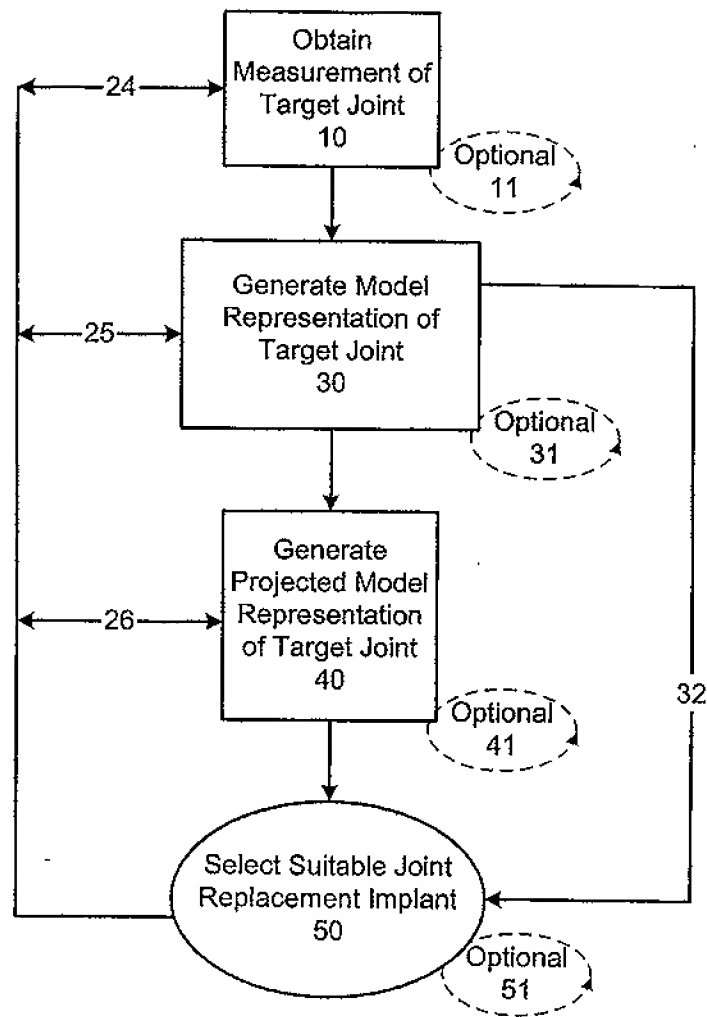 Obtain
Measurement of
Target Joint
10
24
Optional
11
Generate Model
Representation of
Target Joint
30
25
Optional
31
Generate
Projected Model
Representation
of Target Joint
40
26
Optional
41
32
Select Suitable Joint
Replacement Implant
50
Optional
51